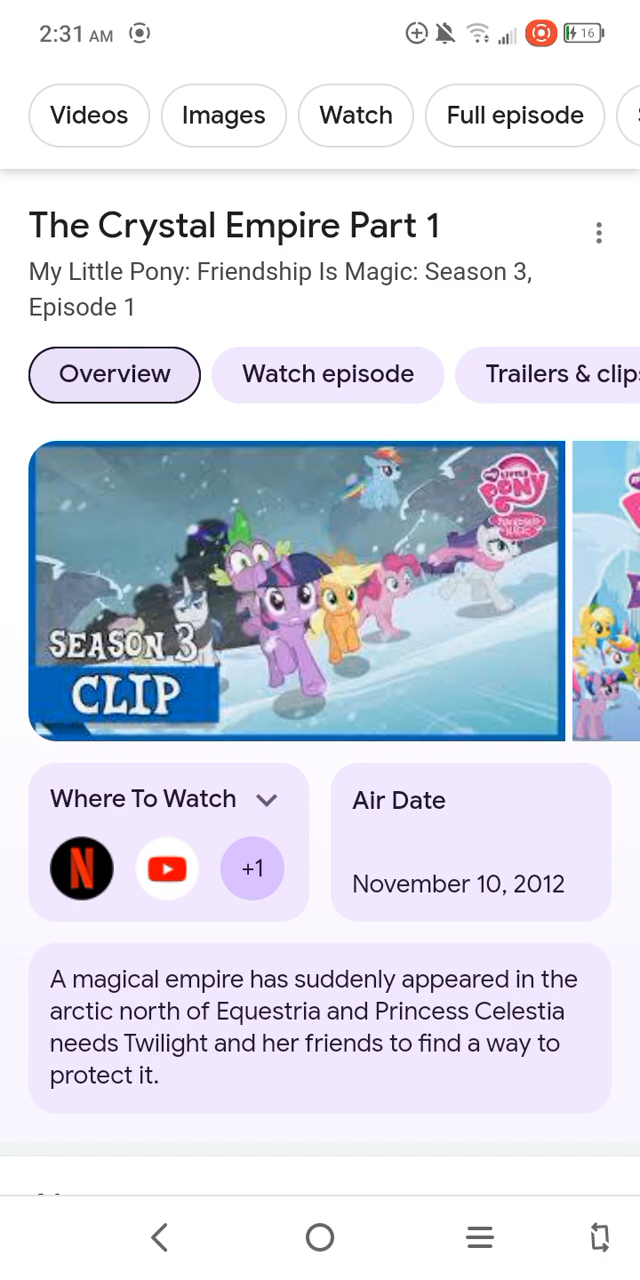 2:31 AM
16
Videos
Images
Watch
Full episode
The Crystal Empire Part 1
My Little Pony: Friendship Is Magic: Season 3,
Episode 1
Overview
Watch episode
Trailers & clips
MY LITTLE
PONY
FRIENDSHIP
MAGIC
SEASON 3
CLIP
Where To Watch
Air Date
N
+1
November 10, 2012
A magical empire has suddenly appeared in the
arctic north of Equestria and Princess Celestia
needs Twilight and her friends to find a way to
protect it.